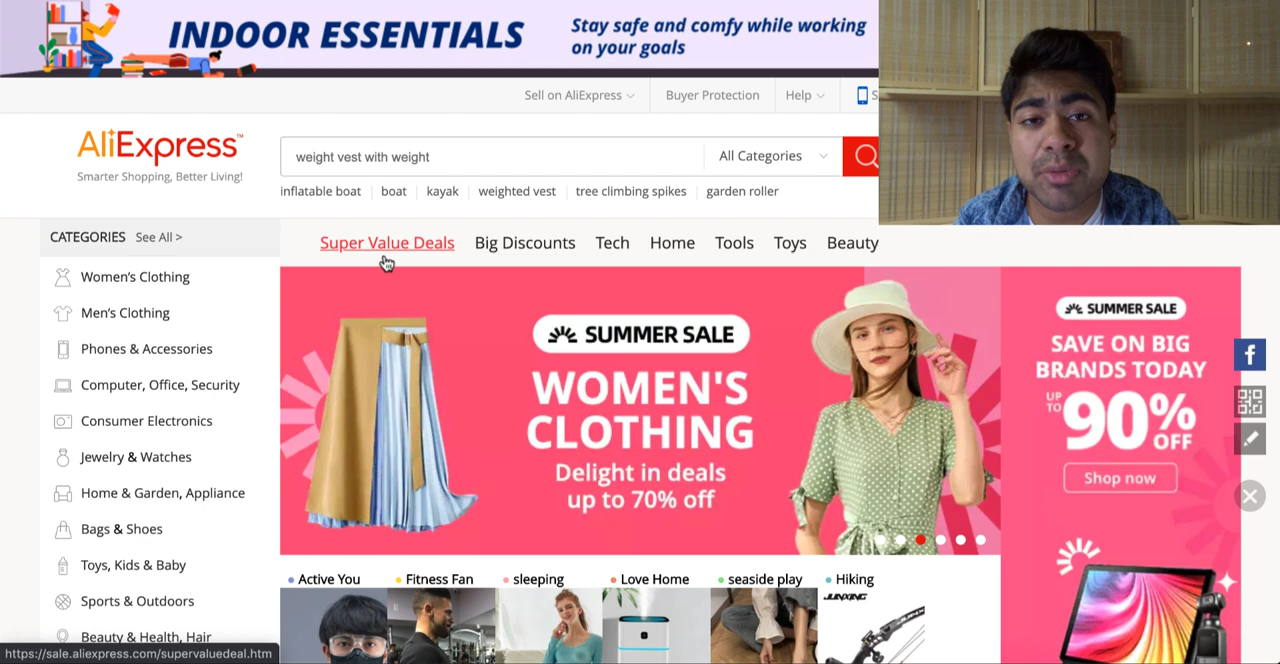 INDOOR ESSENTIALS
Stay safe and comfy while working
on your goals
Sell on AliExpress
Buyer Protection
Help
S
AliExpress™
Smarter Shopping, Better Living!
weight vest with weight
All Categories
inflatable boat
boat
kayak
weighted vest
tree climbing spikes
garden roller
CATEGORIES
See All >
Super Value Deals
Big Discounts
Tech
Home
Tools
Toys
Beauty
Women's Clothing
Men's Clothing
Phones & Accessories
Computer, Office, Security
Consumer Electronics
Jewelry & Watches
Home & Garden, Appliance
Bags & Shoes
Toys, Kids & Baby
Sports & Outdoors
Beauty & Health, Hair
SUMMER SALE
WOMEN'S
CLOTHING
Delight in deals
up to 70% off
SUMMER SALE
SAVE ON BIG
BRANDS TODAY
UP TO 90% OFF
Shop now
Active You
Fitness Fan
sleeping
Love Home
seaside play
Hiking
JUNXING
https://sale.aliexpress.com/supervaluedeal.htm